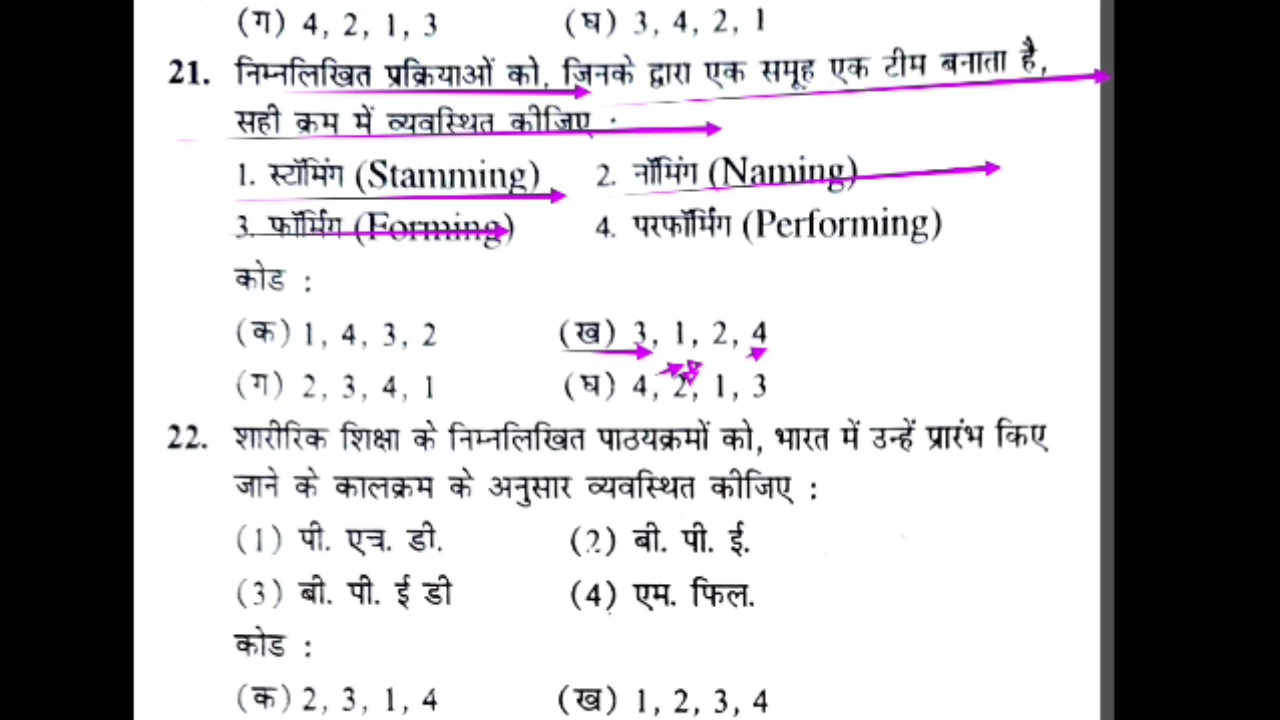 (ग) 4, 2, 1, 3 (घ) 3, 4, 2, 1
21. निम्नलिखित प्रक्रियाओं को, जिनके द्वारा एक समूह एक टीम बनाता है,
सही क्रम में व्यवस्थित कीजिए :
1. स्टॉमिंग (Stamming) 2. नॉमिंग (Naming)
3. फॉर्मिंग (Forming) 4. परफॉर्मिंग (Performing)
कोड :
(क) 1, 4, 3, 2 (ख) 3, 1, 2, 4
(ग) 2, 3, 4, 1 (घ) 4, 2, 1, 3
22. शारीरिक शिक्षा के निम्नलिखित पाठयक्रमों को, भारत में उन्हें प्रारंभ किए
जाने के कालक्रम के अनुसार व्यवस्थित कीजिए :
(1) पी. एच. डी. (2) बी. पी. ई.
(3) बी. पी. ई डी (4) एम. फिल.
कोड :
(क) 2, 3, 1, 4 (ख) 1, 2, 3, 4